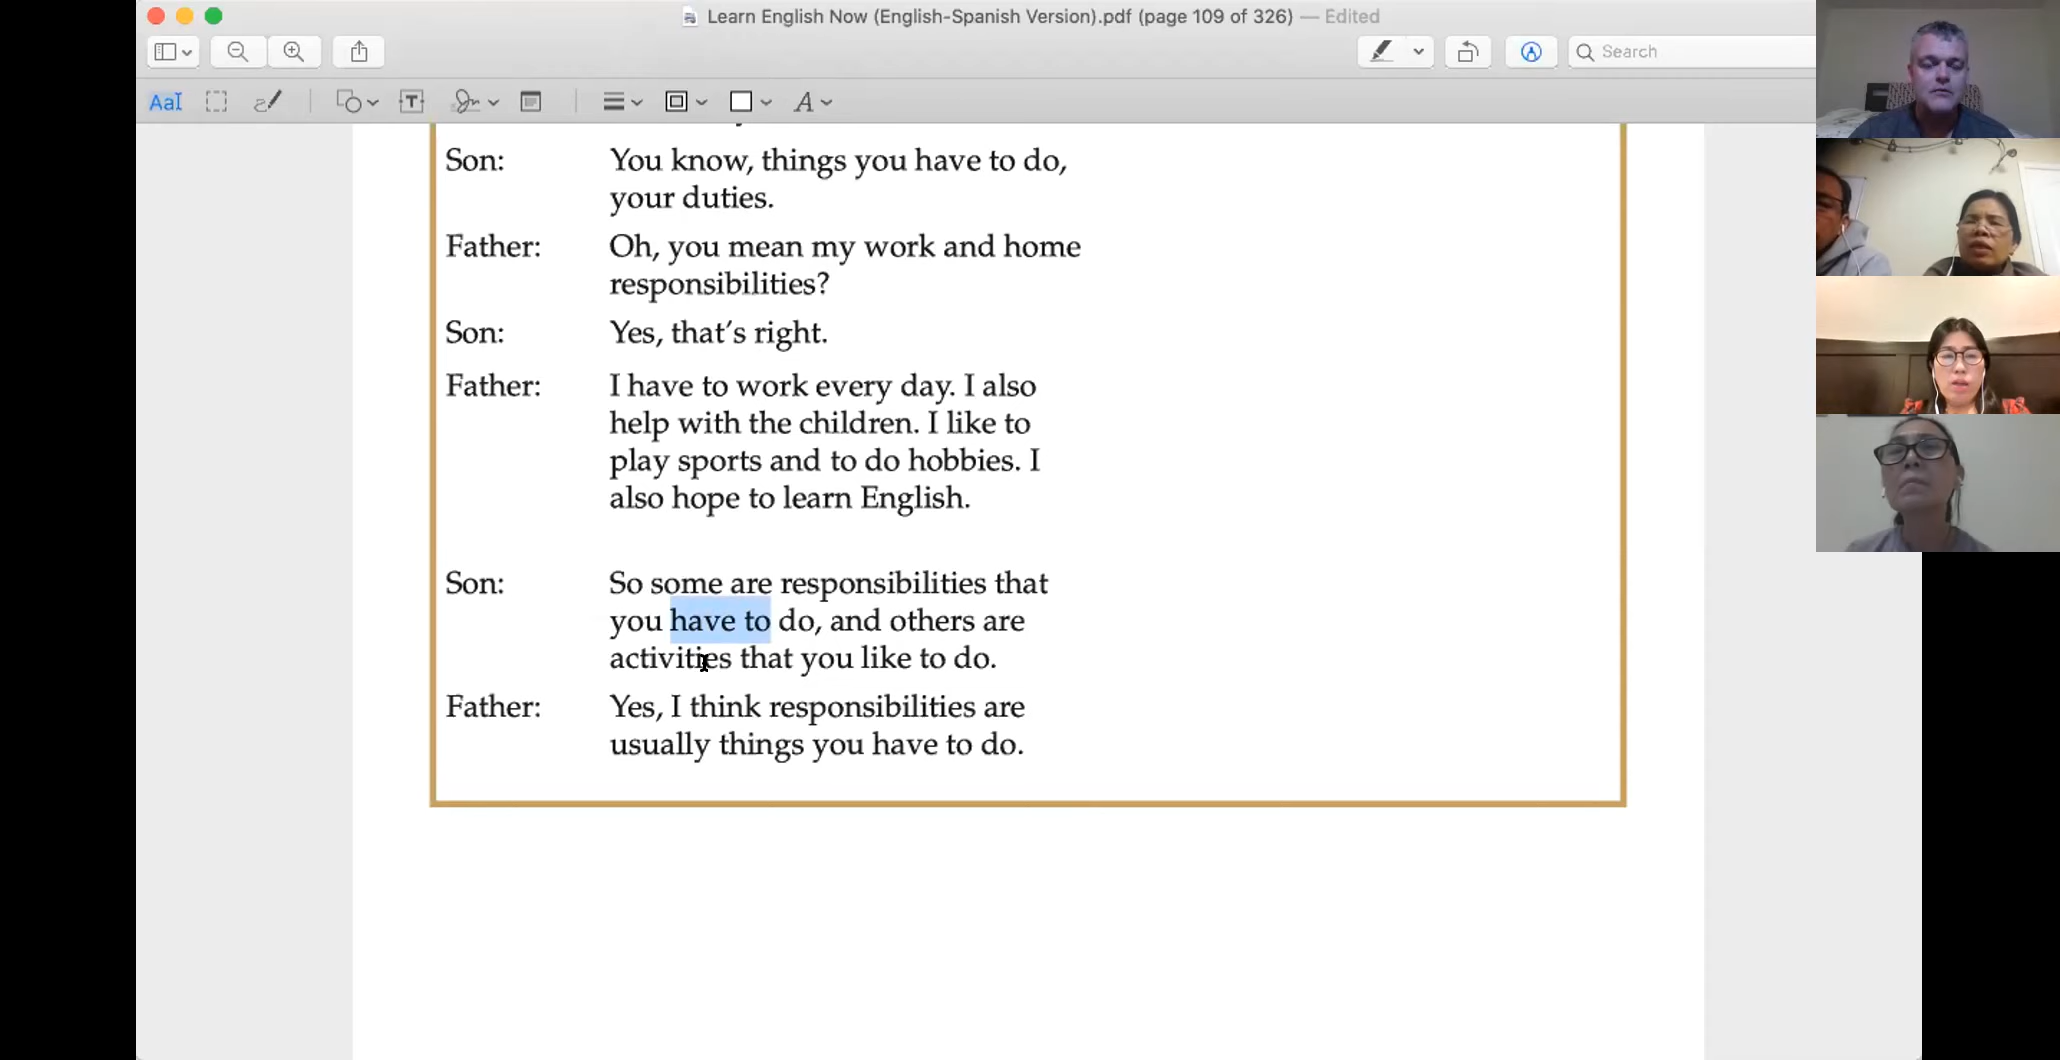 Learn English Now (English-Spanish Version).pdf (page 109 of 326) — Edited
Search
AaI
T
A
Son: You know, things you have to do,
your duties.
Father: Oh, you mean my work and home
responsibilities?
Son: Yes, that's right.
Father: I have to work every day. I also
help with the children. I like to
play sports and to do hobbies. I
also hope to learn English.
Son: So some are responsibilities that
you have to do, and others are
activities that you like to do.
Father: Yes, I think responsibilities are
usually things you have to do.